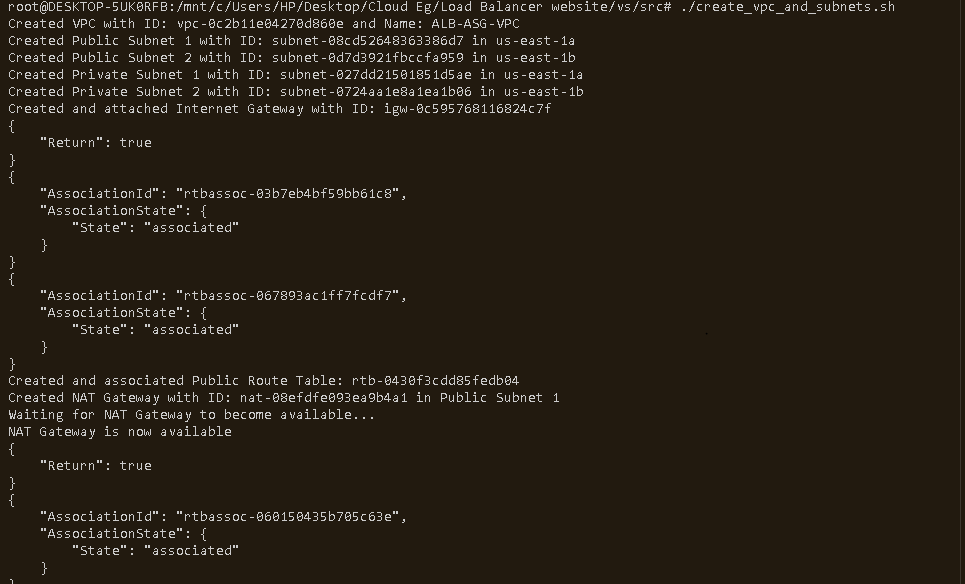 root@DESKTOP-5UK0RFB:/mnt/c/Users/HP/Desktop/Cloud Eg/Load Balancer website/vs/src# ./create_vpc_and_subnets.sh
Created VPC with ID: vpc-0c2b11e04270d860e and Name: ALB-ASG-VPC
Created Public Subnet 1 with ID: subnet-08cd52648363386d7 in us-east-1a
Created Public Subnet 2 with ID: subnet-0d7d3921fbccfa959 in us-east-1b
Created Private Subnet 1 with ID: subnet-027dd21501851d5ae in us-east-1a
Created Private Subnet 2 with ID: subnet-0724aa1e8a1ea1b06 in us-east-1b
Created and attached Internet Gateway with ID: igw-0c595768116824c7f
{
    "Return": true
}
{
    "AssociationId": "rtbassoc-03b7eb4bf59bb61c8",
    "AssociationState": {
        "State": "associated"
    }
}
{
    "AssociationId": "rtbassoc-067893ac1ff7fcdf7",
    "AssociationState": {
        "State": "associated"
    }
}
Created and associated Public Route Table: rtb-0430f3cdd85fedb04
Created NAT Gateway with ID: nat-08efdfe093ea9b4a1 in Public Subnet 1
Waiting for NAT Gateway to become available...
NAT Gateway is now available
{
    "Return": true
}
{
    "AssociationId": "rtbassoc-060150435b705c63e",
    "AssociationState": {
        "State": "associated"
    }
}